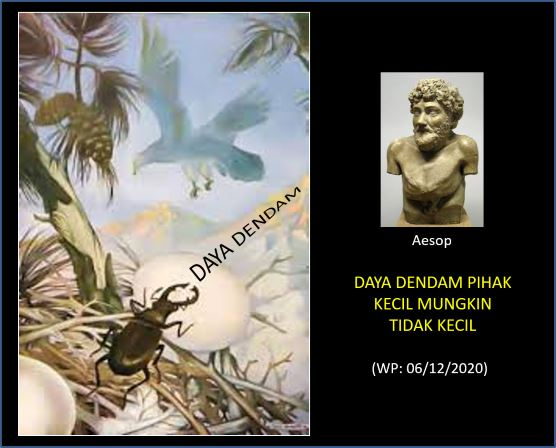 DAYA DENDAM
Aesop
DAYA DENDAM PIHAK
KECIL MUNGKIN
TIDAK KECIL
(WP: 06/12/2020)